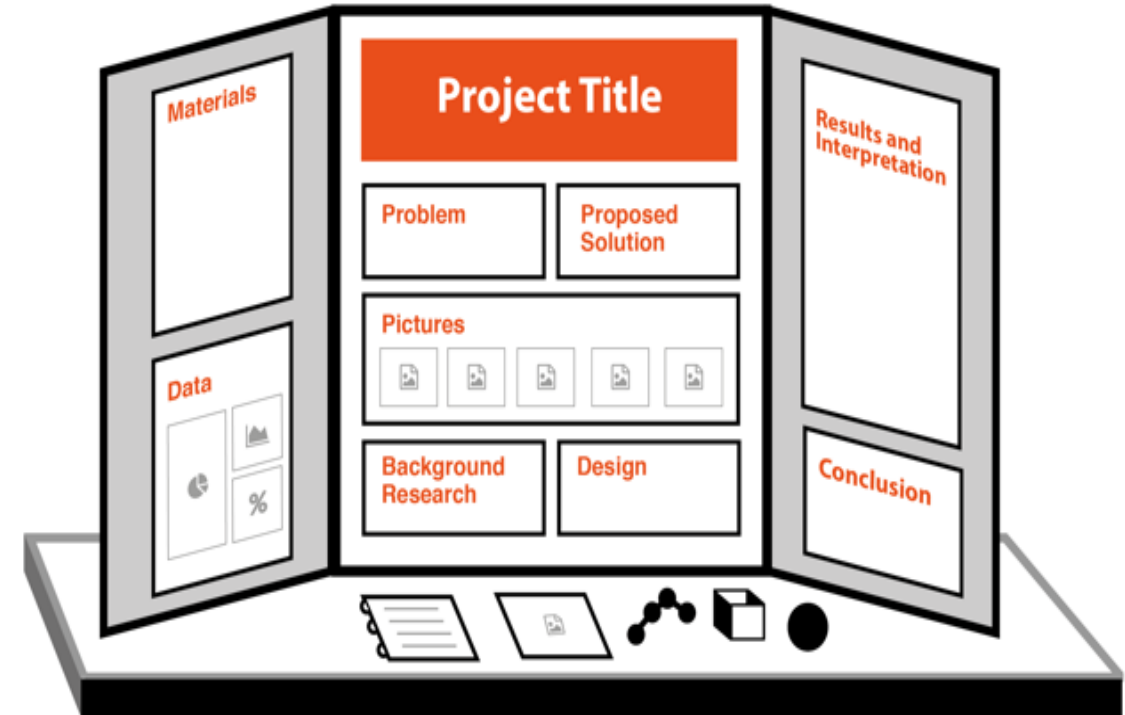 Materials
Data
%
Project Title
Problem
Proposed
Solution
Pictures
Background
Research
Design
Results and
Interpretation
Conclusion